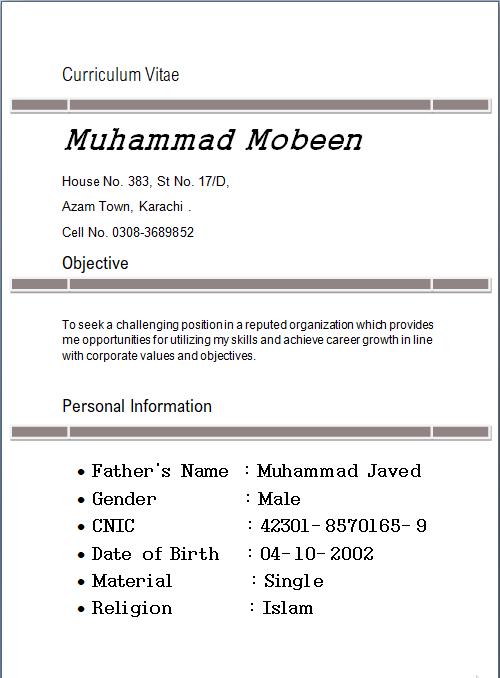 Curriculum Vitae
Muhammad Mobeen
House No. 383, St No. 17/D,
Azam Town, Karachi .
Cell No. 0308-3689852
Objective
To seek a challenging position in a reputed organization which provides
me opportunities for utilizing my skills and achieve career growth in line
with corporate values and objectives.
Personal Information
• Father's Name : Muhammad Javed
• Gender : Male
• CNIC : 42301-8570165-9
• Date of Birth : 04-10-2002
• Material : Single
• Religion : Islam